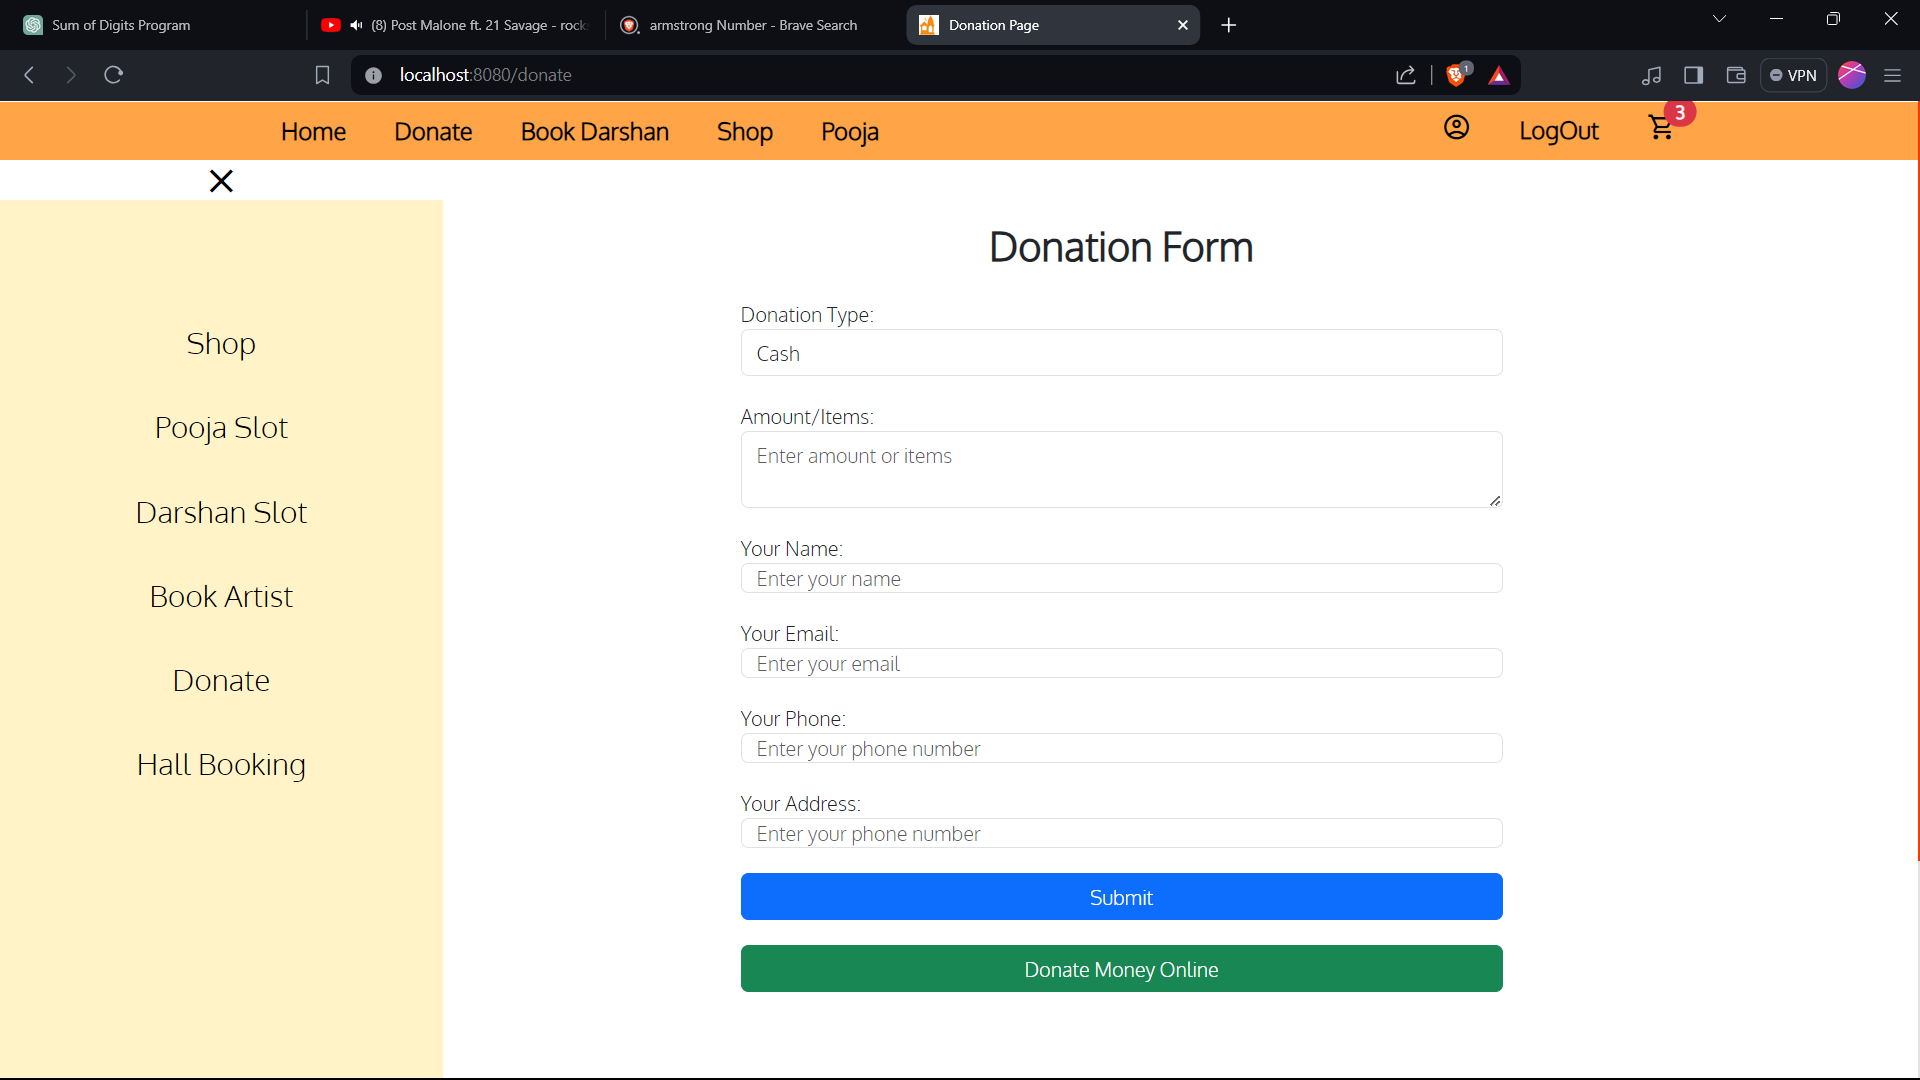 Sum of Digits Program
(8) Post Malone ft. 21 Savage - rocks
armstrong Number - Brave Search
Donation Page
localhost:8080/donate
1
VPN
Home
Donate
Book Darshan
Shop
Pooja
LogOut
3
Shop
Pooja Slot
Darshan Slot
Book Artist
Donate
Hall Booking
Donation Form
Donation Type:
Cash
Amount/Items:
Enter amount or items
Your Name:
Enter your name
Your Email:
Enter your email
Your Phone:
Enter your phone number
Your Address:
Enter your phone number
Submit
Donate Money Online